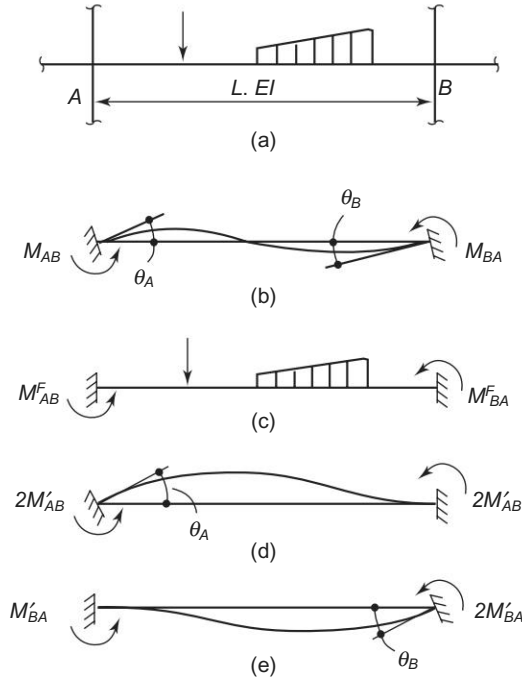 A
L. EI
B
(a)
θ_B
M_AB
θ_A
M_BA
(b)
M^F_AB
M^F_BA
(c)
2M′_AB
θ_A
2M′_AB
(d)
M′_BA
2M′_BA
θ_B
(e)